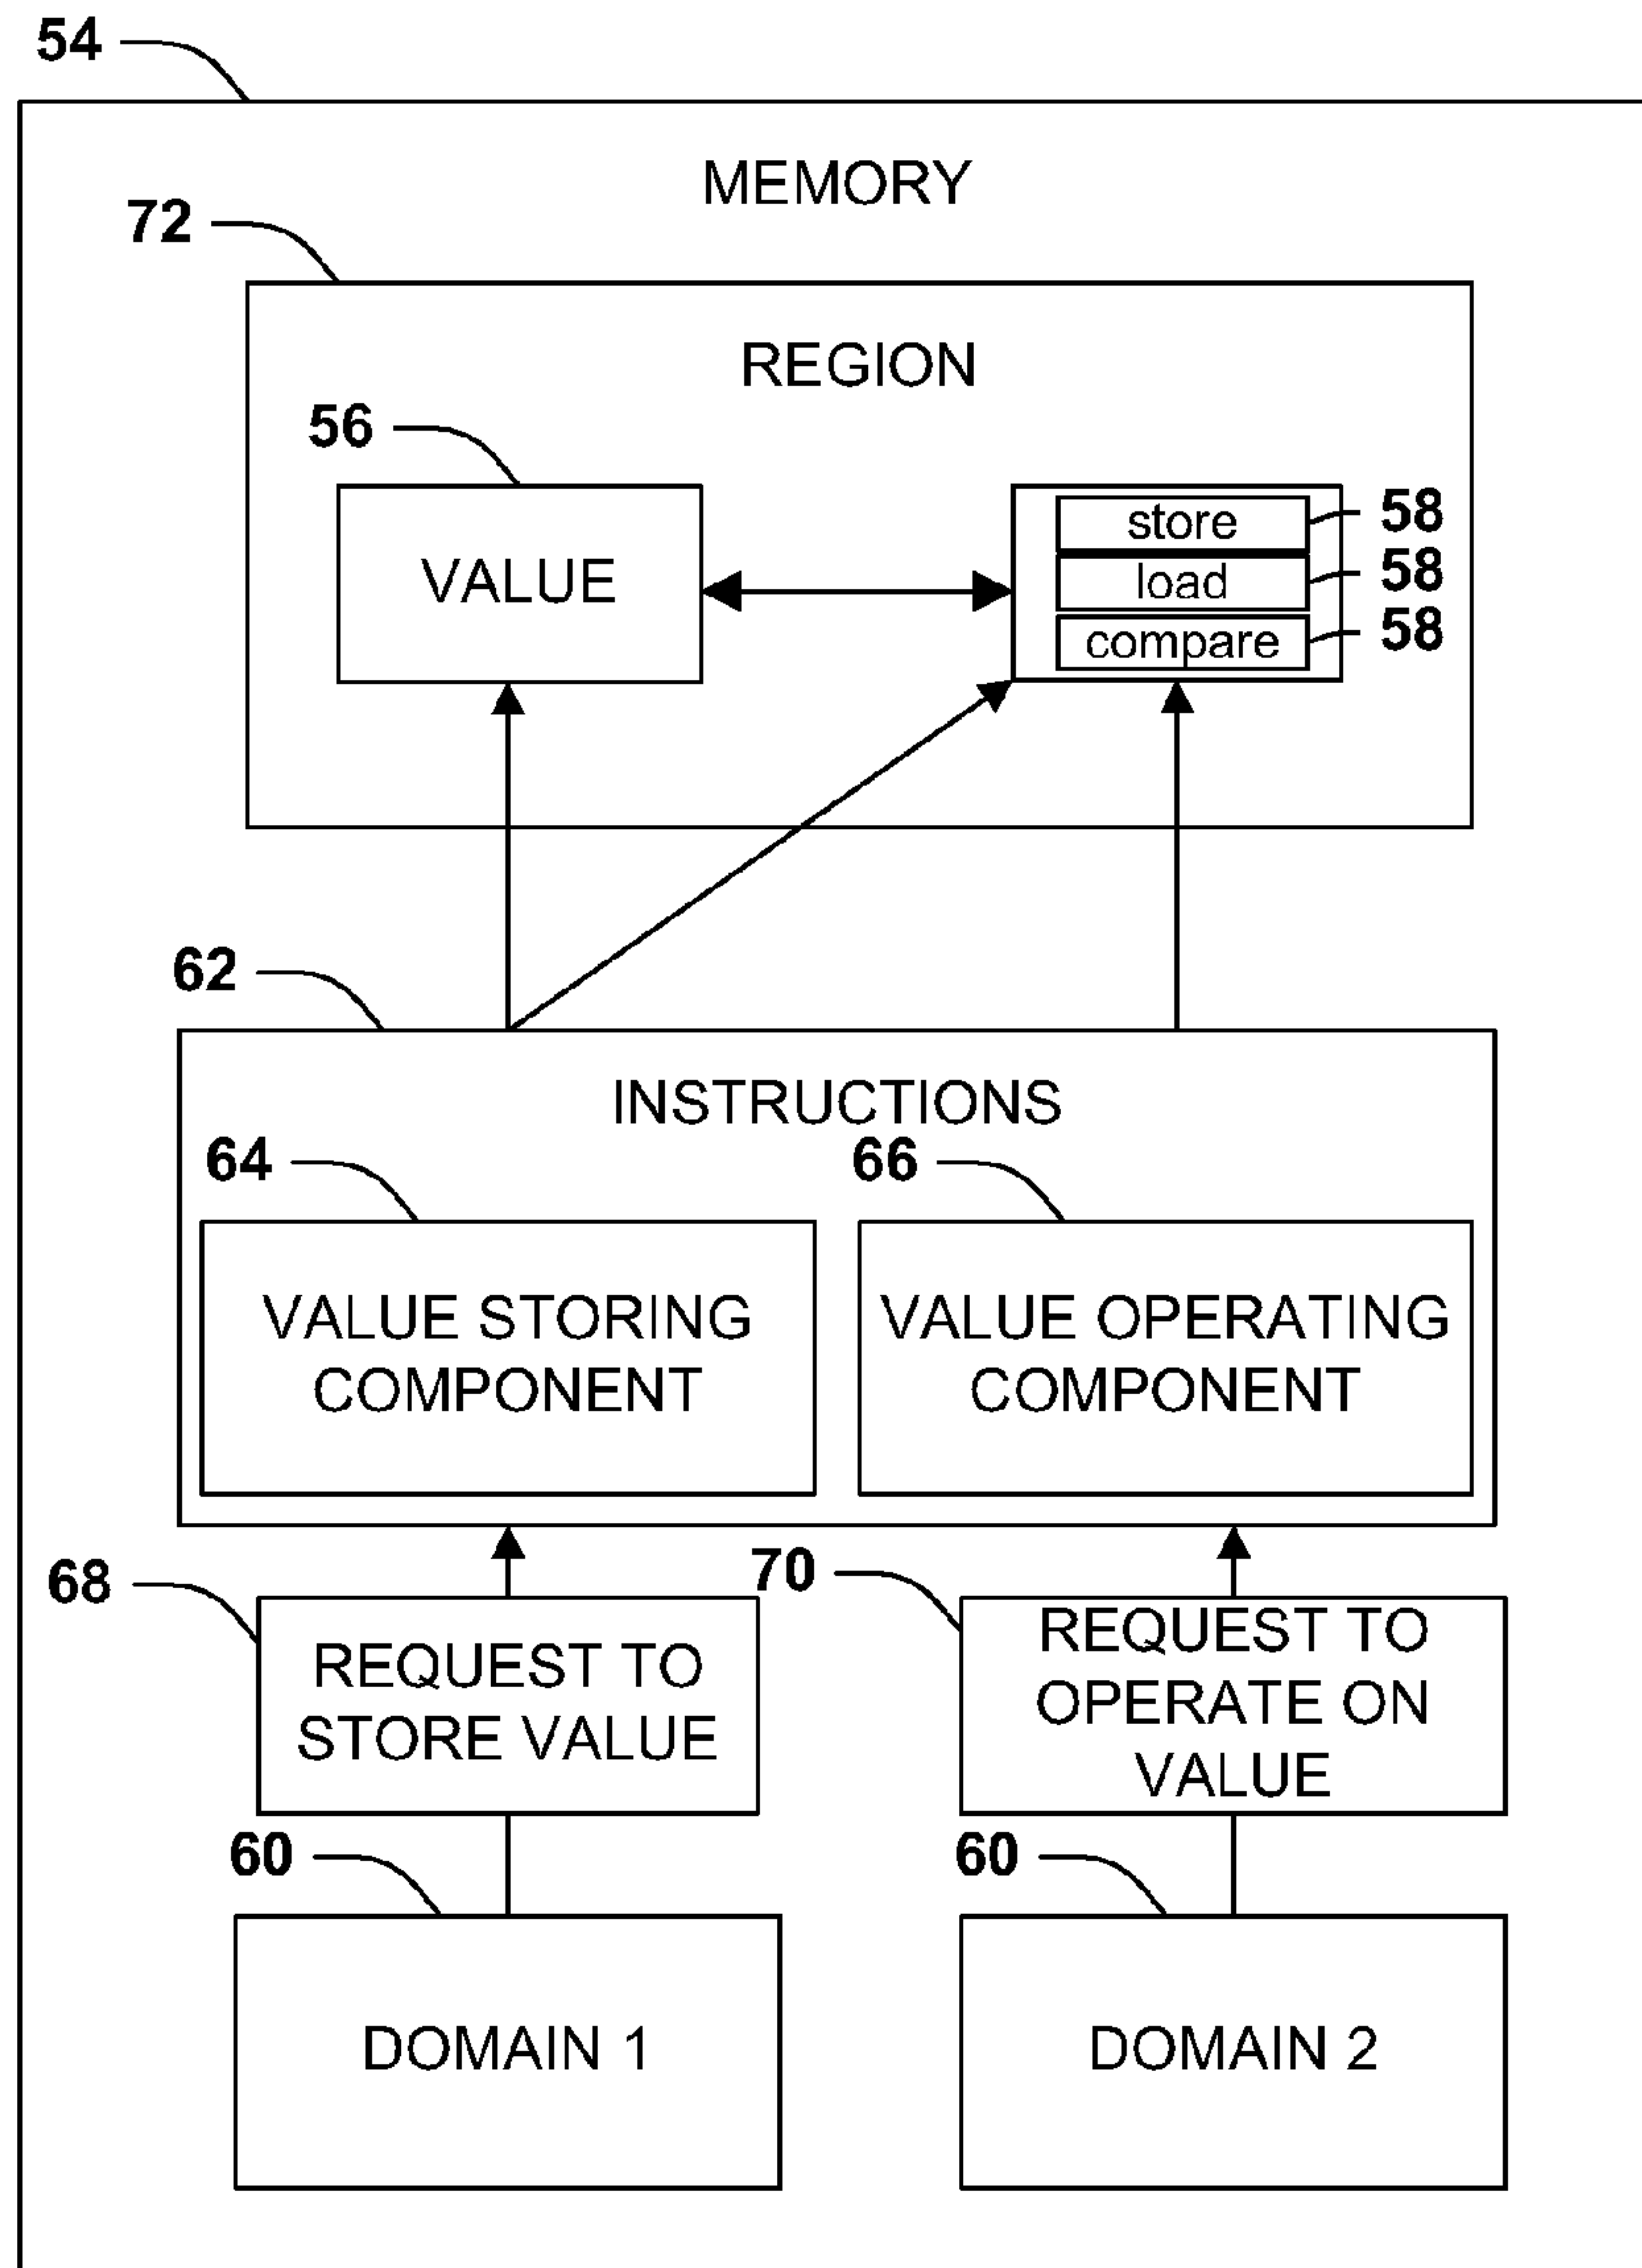 54
MEMORY
72
REGION
56
VALUE
store 58
load 58
compare 58
62
INSTRUCTIONS
64
66
VALUE STORING
COMPONENT
VALUE OPERATING
COMPONENT
68
REQUEST TO
STORE VALUE
70
REQUEST TO
OPERATE ON
VALUE
60
DOMAIN 1
60
DOMAIN 2